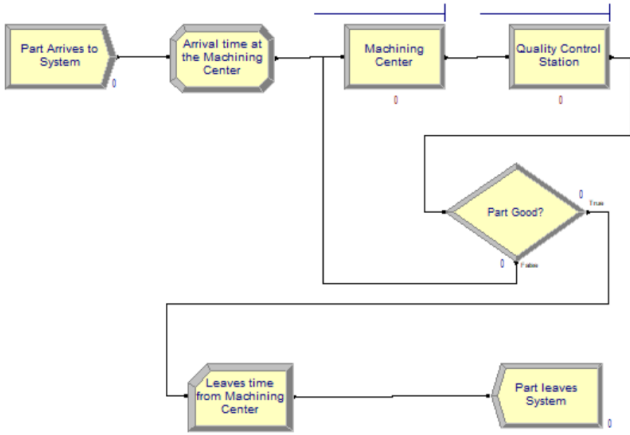 Part Arrives to
System
0
Arrival time at
the Machining
Center
Machining
Center
0
Quality Control
Station
0
Part Good?
0
True
0
False
Leaves time
from Machining
Center
Part leaves
System
0